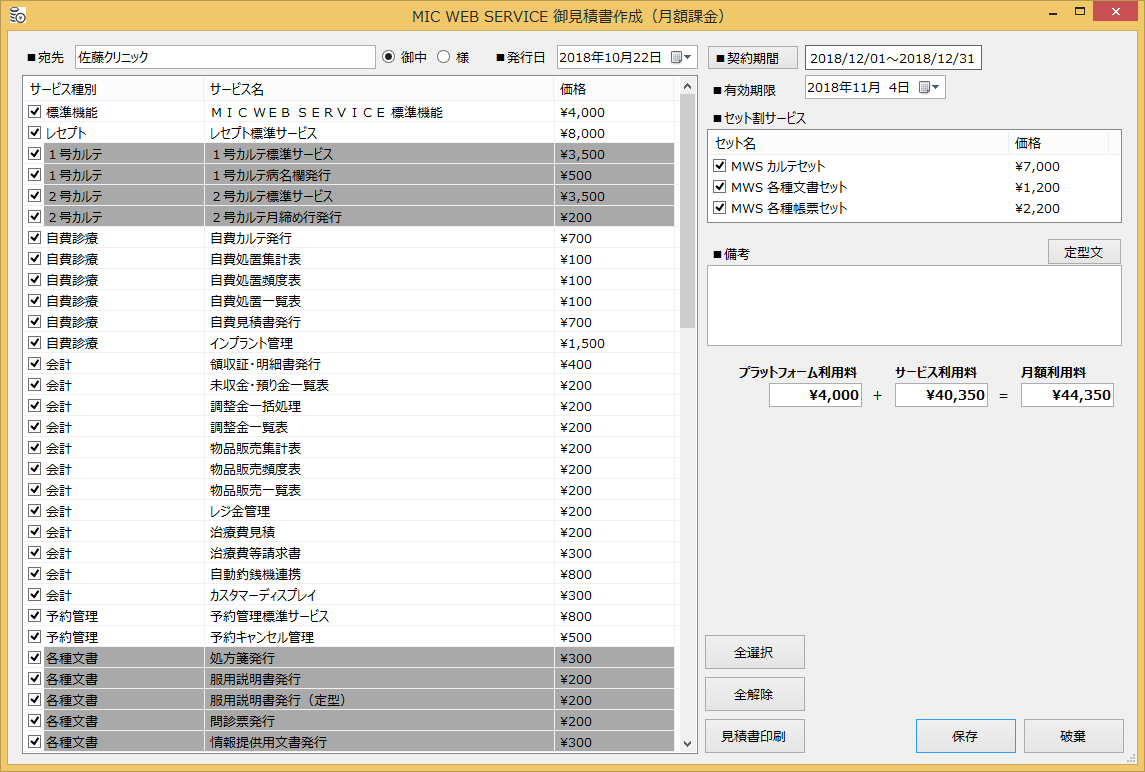 MIC WEB SERVICE 御見積書作成（月額課金）
■宛先 佐藤クリニック 御中 様 ■発行日 2018年10月22日 ■契約期間 2018/12/01～2018/12/31
■有効期限 2018年11月 4日
サービス種別 サービス名 価格
標準機能 ＭＩＣ ＷＥＢ ＳＥＲＶＩＣＥ 標準機能 ¥4,000
レセプト レセプト標準サービス ¥8,000
１号カルテ １号カルテ標準サービス ¥3,500
１号カルテ １号カルテ病名欄発行 ¥500
２号カルテ ２号カルテ標準サービス ¥3,500
２号カルテ ２号カルテ月締め行発行 ¥200
自費診療 自費カルテ発行 ¥700
自費診療 自費処置集計表 ¥100
自費診療 自費処置頻度表 ¥100
自費診療 自費処置一覧表 ¥100
自費診療 自費見積書発行 ¥700
自費診療 インプラント管理 ¥1,500
会計 領収証・明細書発行 ¥400
会計 未収金・預り金一覧表 ¥200
会計 調整金一括処理 ¥200
会計 調整金一覧表 ¥200
会計 物品販売集計表 ¥200
会計 物品販売頻度表 ¥200
会計 物品販売一覧表 ¥200
会計 レジ金管理 ¥200
会計 治療費見積 ¥200
会計 治療費等請求書 ¥300
会計 自動釣銭機連携 ¥800
会計 カスタマーディスプレイ ¥300
予約管理 予約管理標準サービス ¥800
予約管理 予約キャンセル管理 ¥500
各種文書 処方箋発行 ¥300
各種文書 服用説明書発行 ¥200
各種文書 服用説明書発行（定型） ¥200
各種文書 問診票発行 ¥200
各種文書 情報提供用文書発行 ¥300
■セット割サービス
セット名 価格
MWS カルテセット ¥7,000
MWS 各種文書セット ¥1,200
MWS 各種帳票セット ¥2,200
■備考 定型文
プラットフォーム利用料 サービス利用料 月額利用料
¥4,000 + ¥40,350 = ¥44,350
全選択
全解除
見積書印刷 保存 破棄